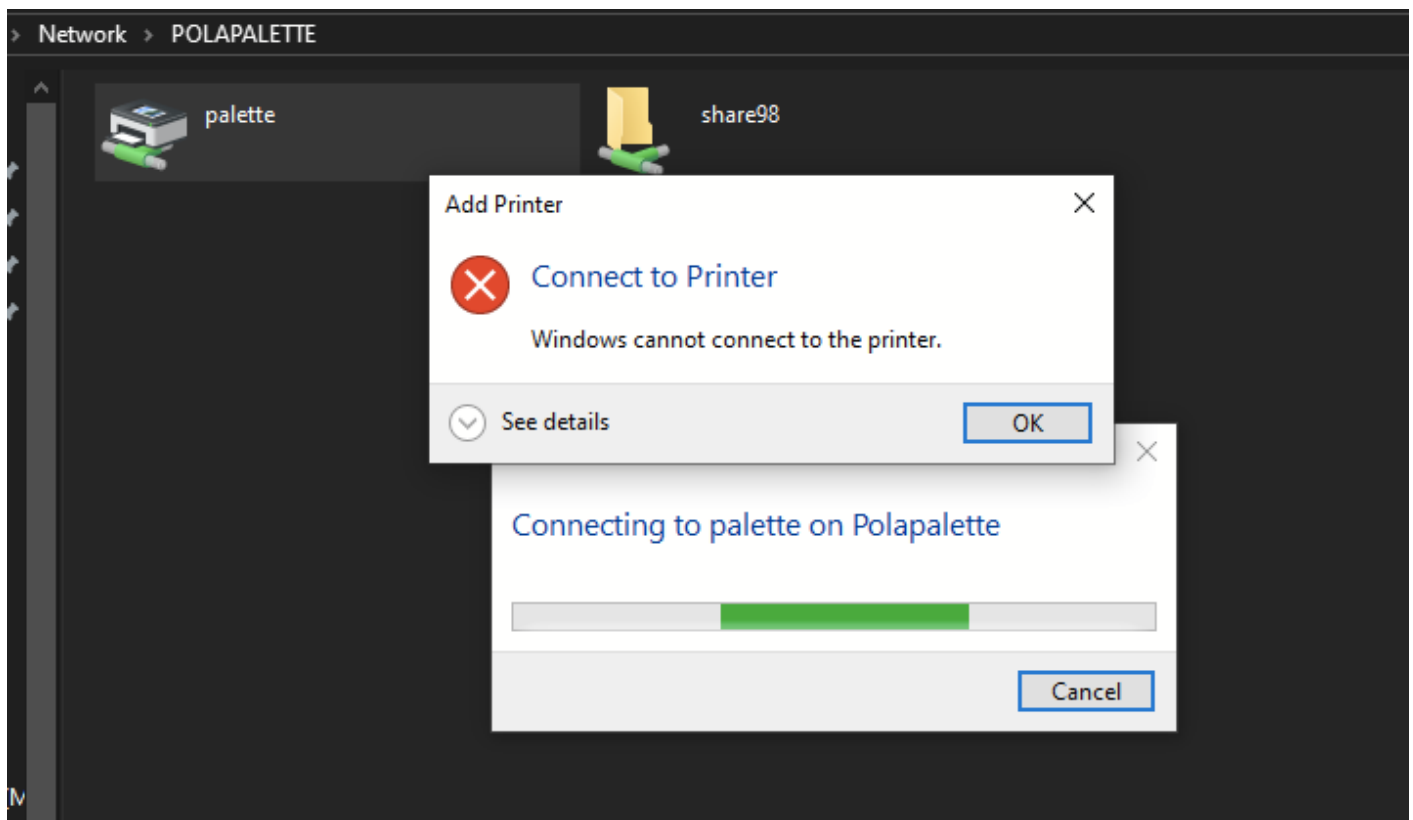 Network > POLAPALETTE
palette
share98
Add Printer
Connect to Printer
Windows cannot connect to the printer.
See details
OK
Connecting to palette on Polapalette
Cancel